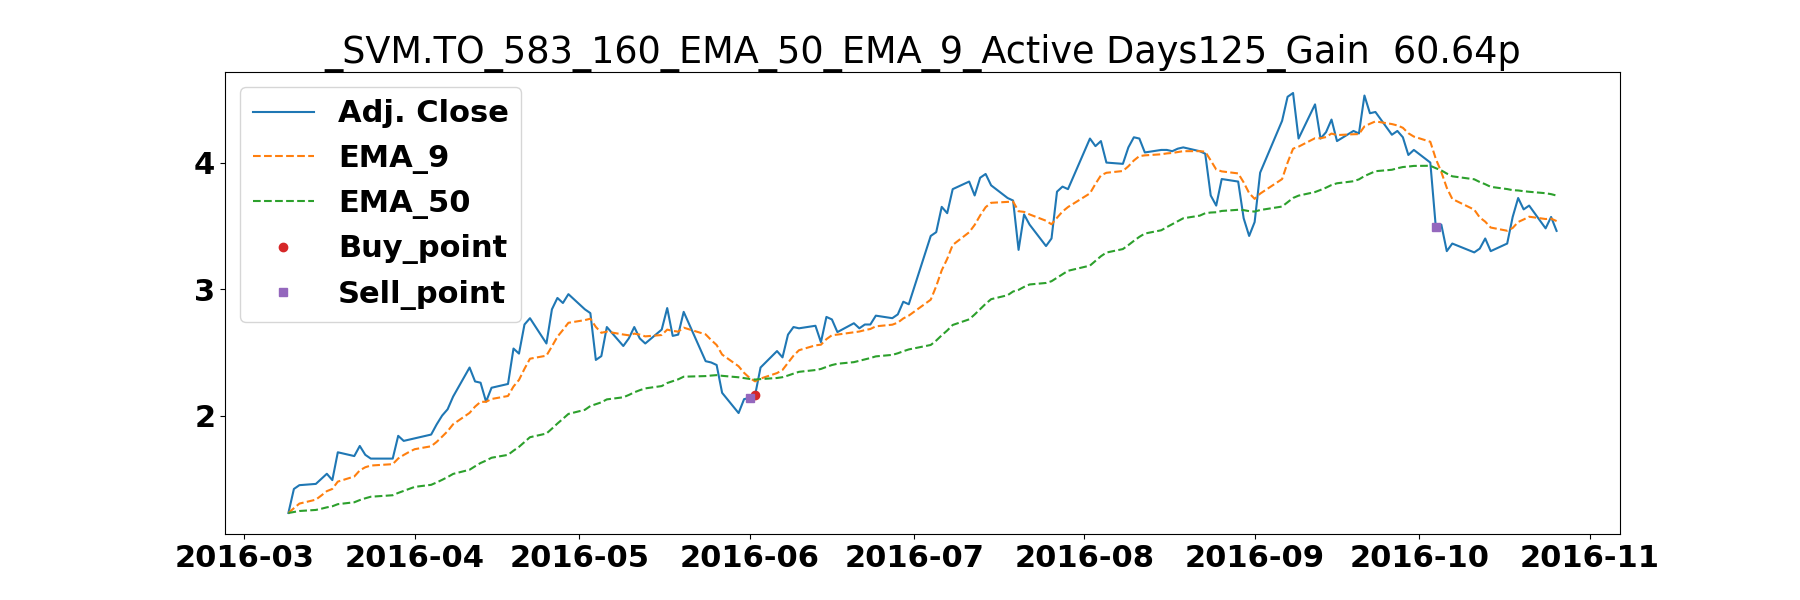 _SVM.TO_583_160_EMA_50_EMA_9_Active Days125_Gain  60.64p
Adj. Close
EMA_9
EMA_50
Buy_point
Sell_point
4
3
2
2016-03 2016-04 2016-05 2016-06 2016-07 2016-08 2016-09 2016-10 2016-11